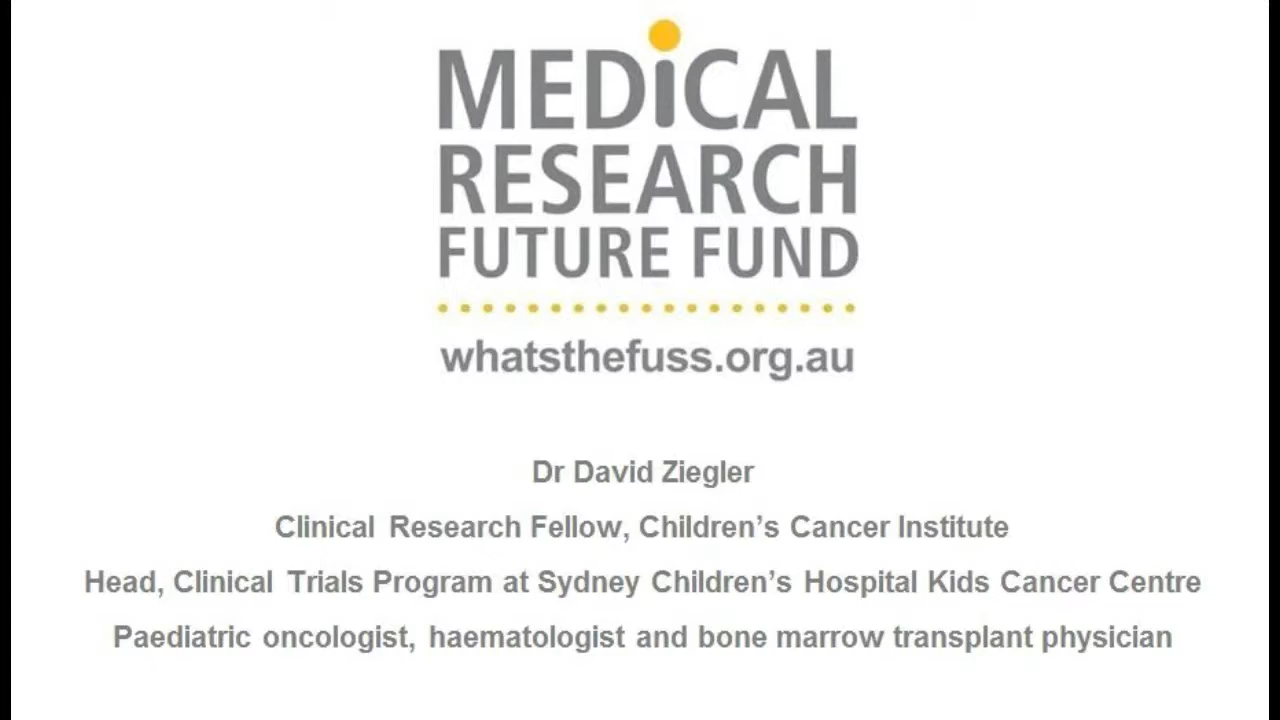 MEDiCAL
RESEARCH
FUTURE FUND
whatsthefuss.org.au
Dr David Ziegler
Clinical Research Fellow, Children’s Cancer Institute
Head, Clinical Trials Program at Sydney Children’s Hospital Kids Cancer Centre
Paediatric oncologist, haematologist and bone marrow transplant physician